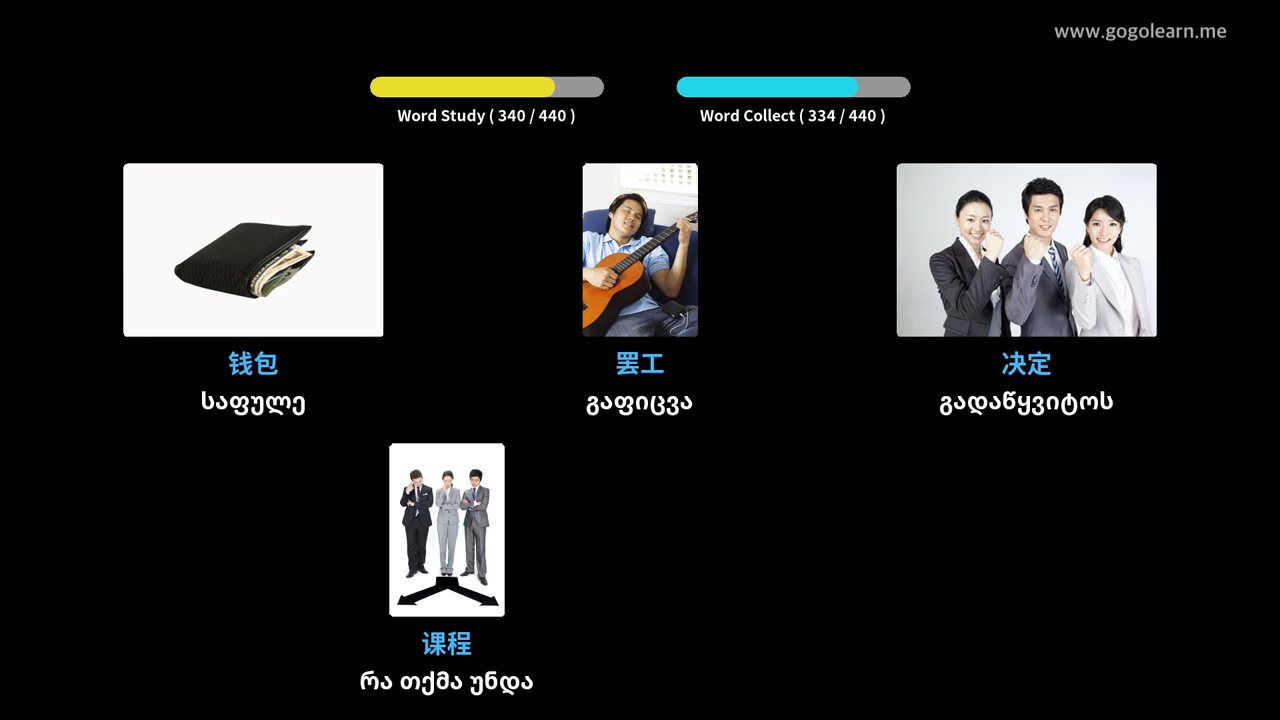 www.gogolearn.me
Word Study ( 340 / 440 )
Word Collect ( 334 / 440 )
钱包
საფულე
罢工
გაფიცვა
决定
გადაწყვიტოს
课程
რა თქმა უნდა